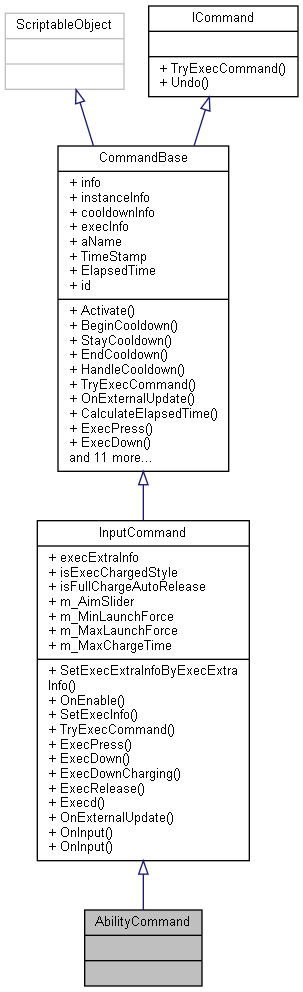 ScriptableObject
ICommand
+ TryExecCommand()
+ Undo()
CommandBase
+ info
+ instanceInfo
+ cooldownInfo
+ execInfo
+ aName
+ TimeStamp
+ ElapsedTime
+ id
+ Activate()
+ BeginCooldown()
+ StayCooldown()
+ EndCooldown()
+ HandleCooldown()
+ TryExecCommand()
+ OnExternalUpdate()
+ CalculateElapsedTime()
+ ExecPress()
+ ExecDown()
and 11 more...
InputCommand
+ execExtraInfo
+ isExecChargedStyle
+ isFullChargeAutoRelease
+ m_AimSlider
+ m_MinLaunchForce
+ m_MaxLaunchForce
+ m_MaxChargeTime
+ SetExecExtraInfoByExecExtra
Info()
+ OnEnable()
+ SetExecInfo()
+ TryExecCommand()
+ ExecPress()
+ ExecDown()
+ ExecDownCharging()
+ ExecRelease()
+ Execd()
+ OnExternalUpdate()
+ OnInput()
+ OnInput()
AbilityCommand